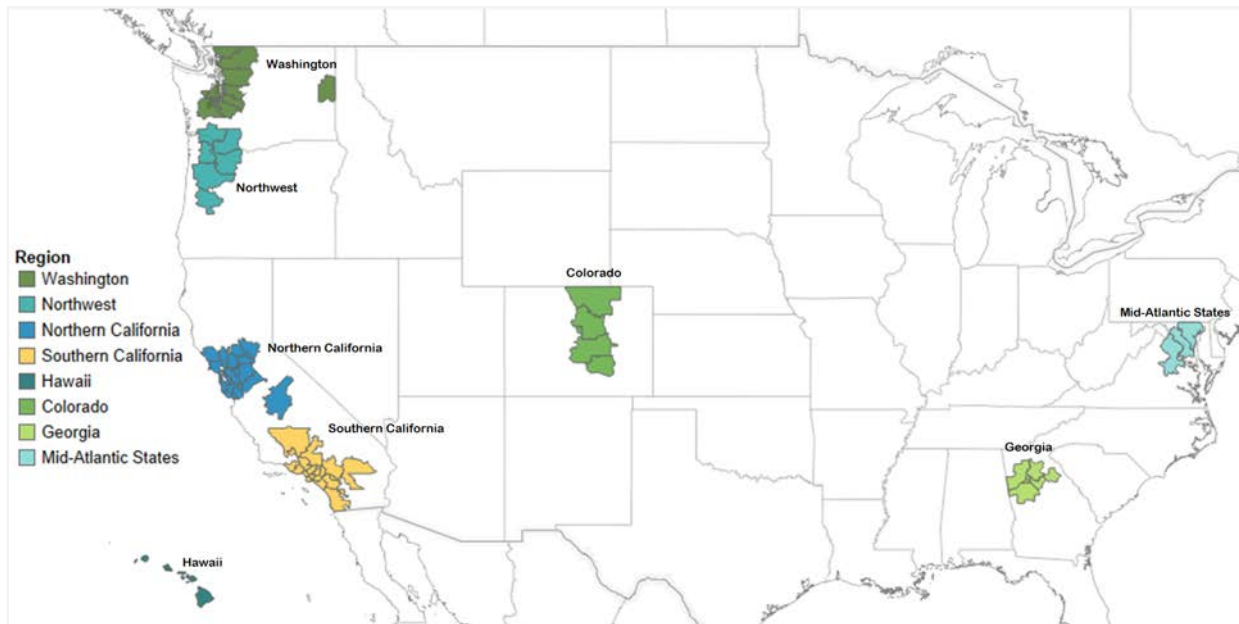 Washington
Northwest
Region
Washington
Northwest
Northern California
Southern California
Hawaii
Colorado
Georgia
Mid-Atlantic States
Colorado
Mid-Atlantic States
Northern California
Southern California
Georgia
Hawaii